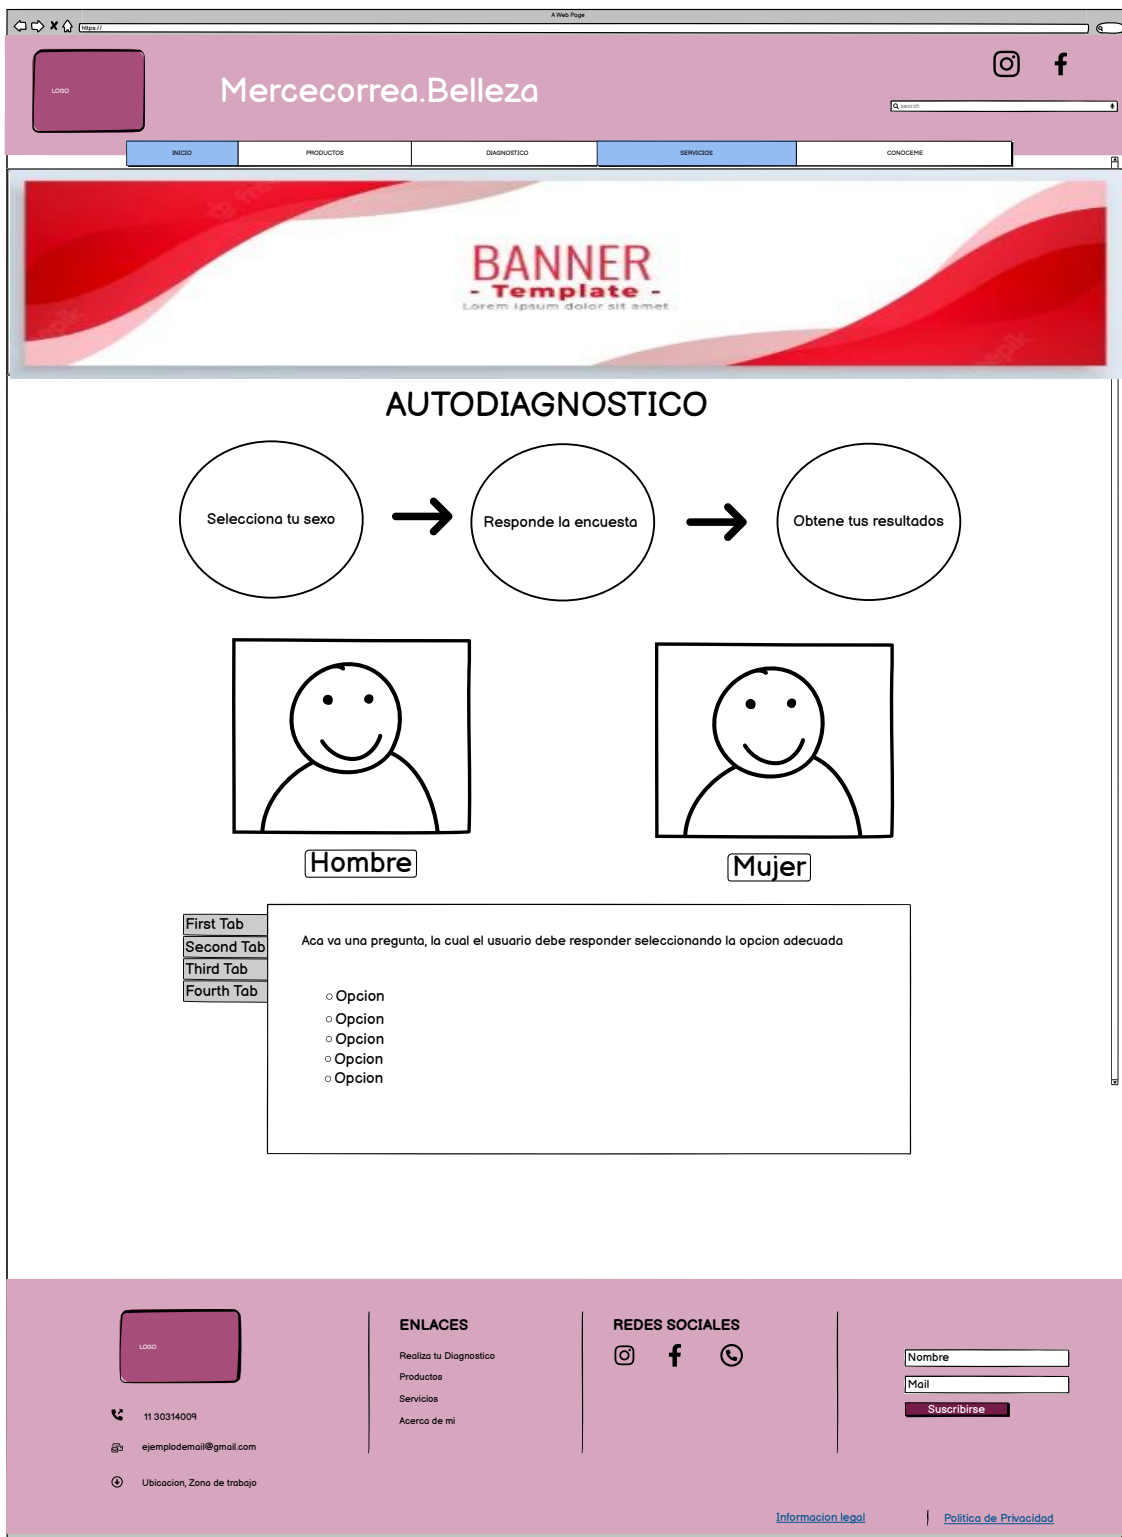 A Web Page
https://
LOGO
Mercecorrea.Belleza
search
INICIO
PRODUCTOS
DIAGNOSTICO
SERVICIOS
CONOCEME
BANNER
- Template -
Lorem ipsum dolor sit amet
AUTODIAGNOSTICO
Selecciona tu sexo
Responde la encuesta
Obtene tus resultados
Hombre
Mujer
First Tab
Second Tab
Third Tab
Fourth Tab
Aca va una pregunta, la cual el usuario debe responder seleccionando la opcion adecuada
Opcion
Opcion
Opcion
Opcion
Opcion
LOGO
11 30314009
ejemplodemail@gmail.com
Ubicacion, Zona de trabajo
ENLACES
Realiza tu Diagnostico
Productos
Servicios
Acerca de mi
REDES SOCIALES
Nombre
Mail
Suscribirse
Informacion legal
Politica de Privacidad